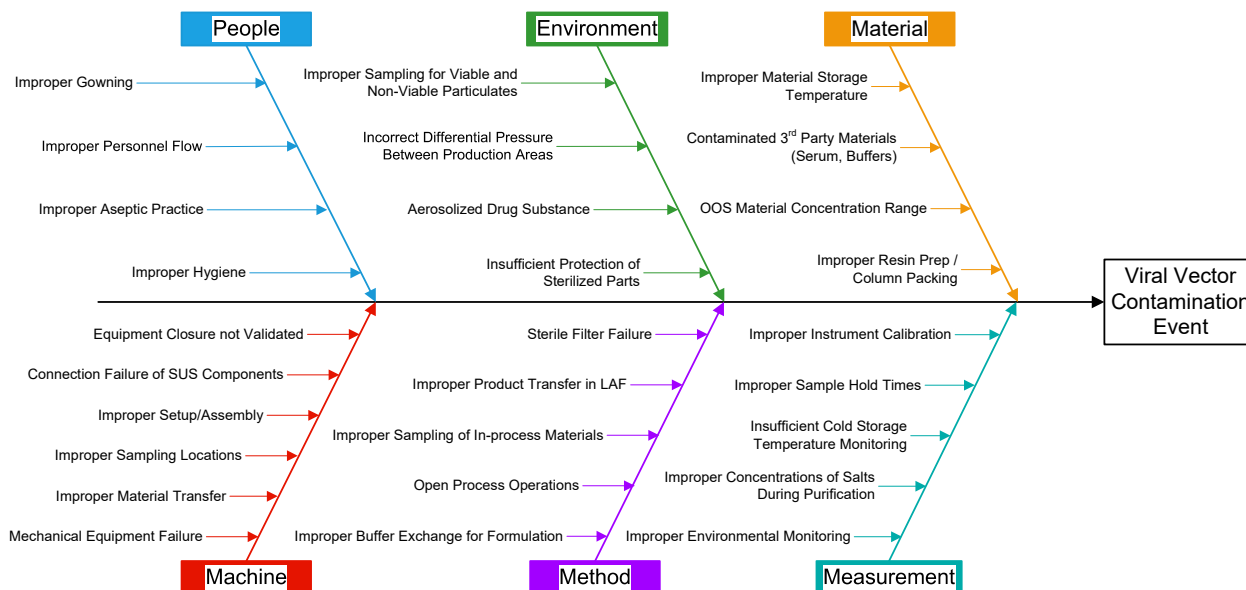 People
Environment
Material
Improper Gowning
Improper Personnel Flow
Improper Aseptic Practice
Improper Hygiene
Improper Sampling for Viable and
Non-Viable Particulates
Incorrect Differential Pressure
Between Production Areas
Aerosolized Drug Substance
Insufficient Protection of
Sterilized Parts
Improper Material Storage
Temperature
Contaminated 3rd Party Materials
(Serum, Buffers)
OOS Material Concentration Range
Improper Resin Prep /
Column Packing
Viral Vector
Contamination
Event
Equipment Closure not Validated
Connection Failure of SUS Components
Improper Setup/Assembly
Improper Sampling Locations
Improper Material Transfer
Mechanical Equipment Failure
Sterile Filter Failure
Improper Product Transfer in LAF
Improper Sampling of In-process Materials
Open Process Operations
Improper Buffer Exchange for Formulation
Improper Instrument Calibration
Improper Sample Hold Times
Insufficient Cold Storage
Temperature Monitoring
Improper Concentrations of Salts
During Purification
Improper Environmental Monitoring
Machine
Method
Measurement